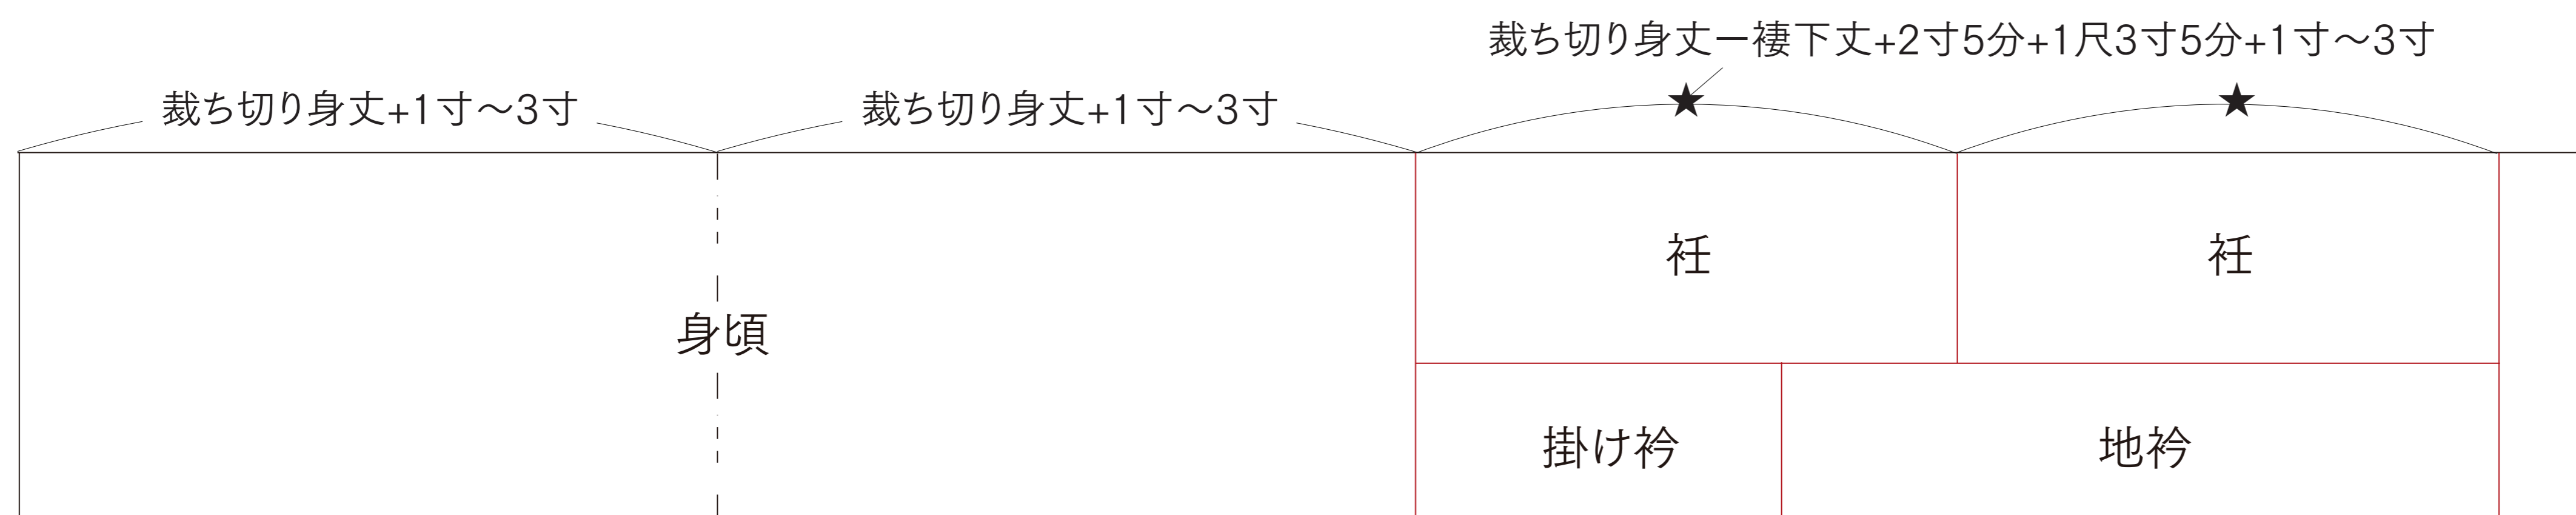 裁ち切り身丈ー褄下丈+2寸5分+1尺3寸5分+1寸〜3寸
裁ち切り身丈+1寸〜3寸
裁ち切り身丈+1寸〜3寸
★
★
衽
衽
身頃
掛け衿
地衿